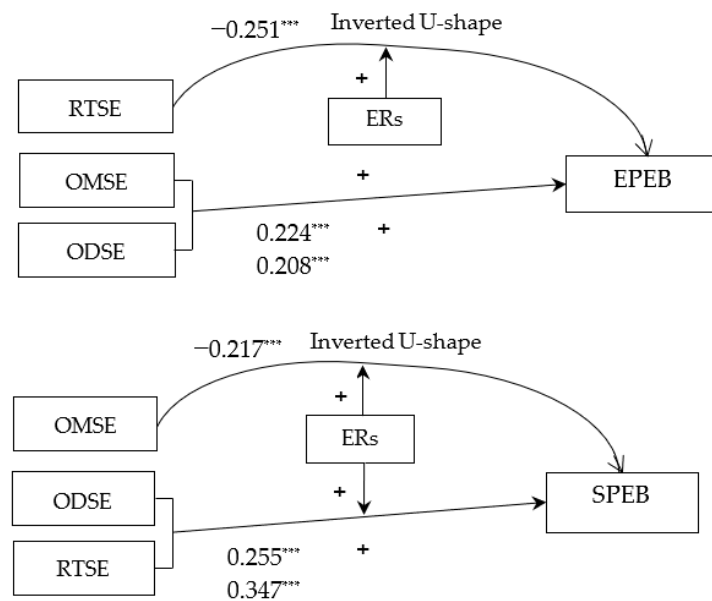 −0.251*** Inverted U-shape
+
RTSE
ERs
OMSE
+
EPEB
ODSE
0.224*** +
0.208***
−0.217*** Inverted U-shape
+
OMSE
ERs
ODSE
+
SPEB
RTSE
0.255*** +
0.347***